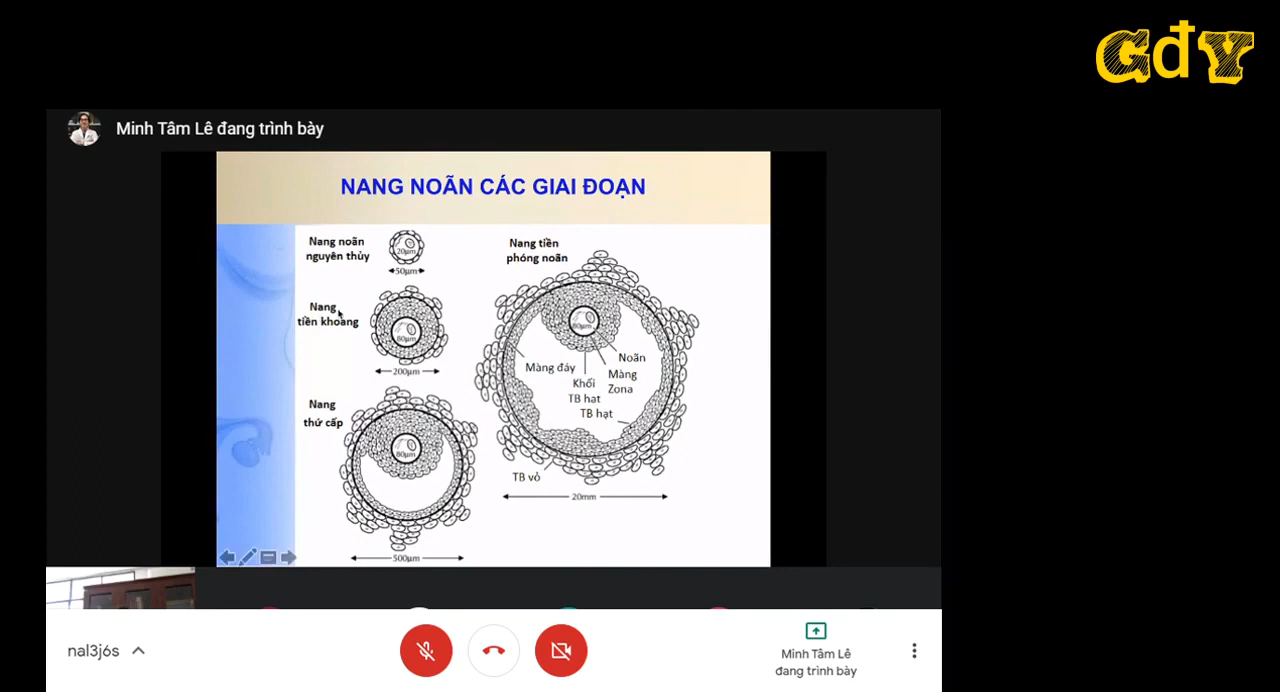 GđY
Minh Tâm Lê đang trình bày
NANG NOÃN CÁC GIAI ĐOẠN
Nang noãn
nguyên thủy
20µm
50µm
Nang
tiền khoang
80µm
200µm
Nang
thứ cấp
80µm
500µm
Nang tiền
phóng noãn
80µm
Màng đáy
Noãn
Màng
Zona
Khối
TB hạt
TB hạt
TB vỏ
20mm
nal3j6s
Minh Tâm Lê
đang trình bày